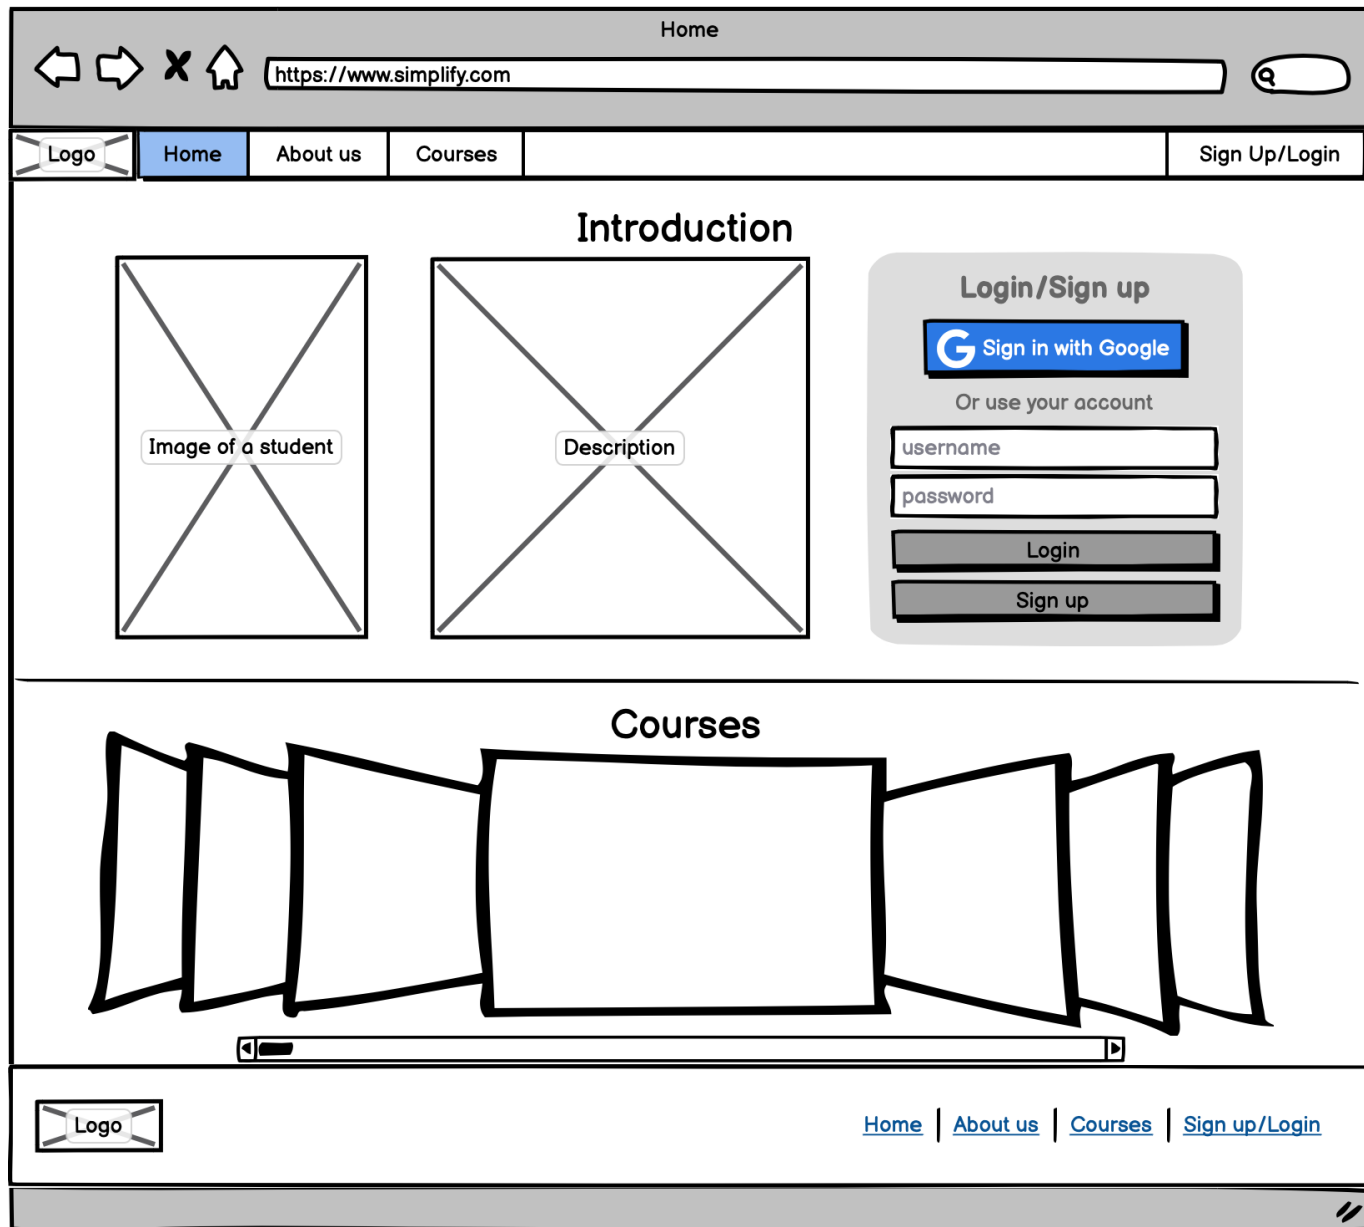 Home
https://www.simplify.com
Logo
Home
About us
Courses
Sign Up/Login
Introduction
Image of a student
Description
Login/Sign up
G Sign in with Google
Or use your account
username
password
Login
Sign up
Courses
Logo
Home
About us
Courses
Sign up/Login